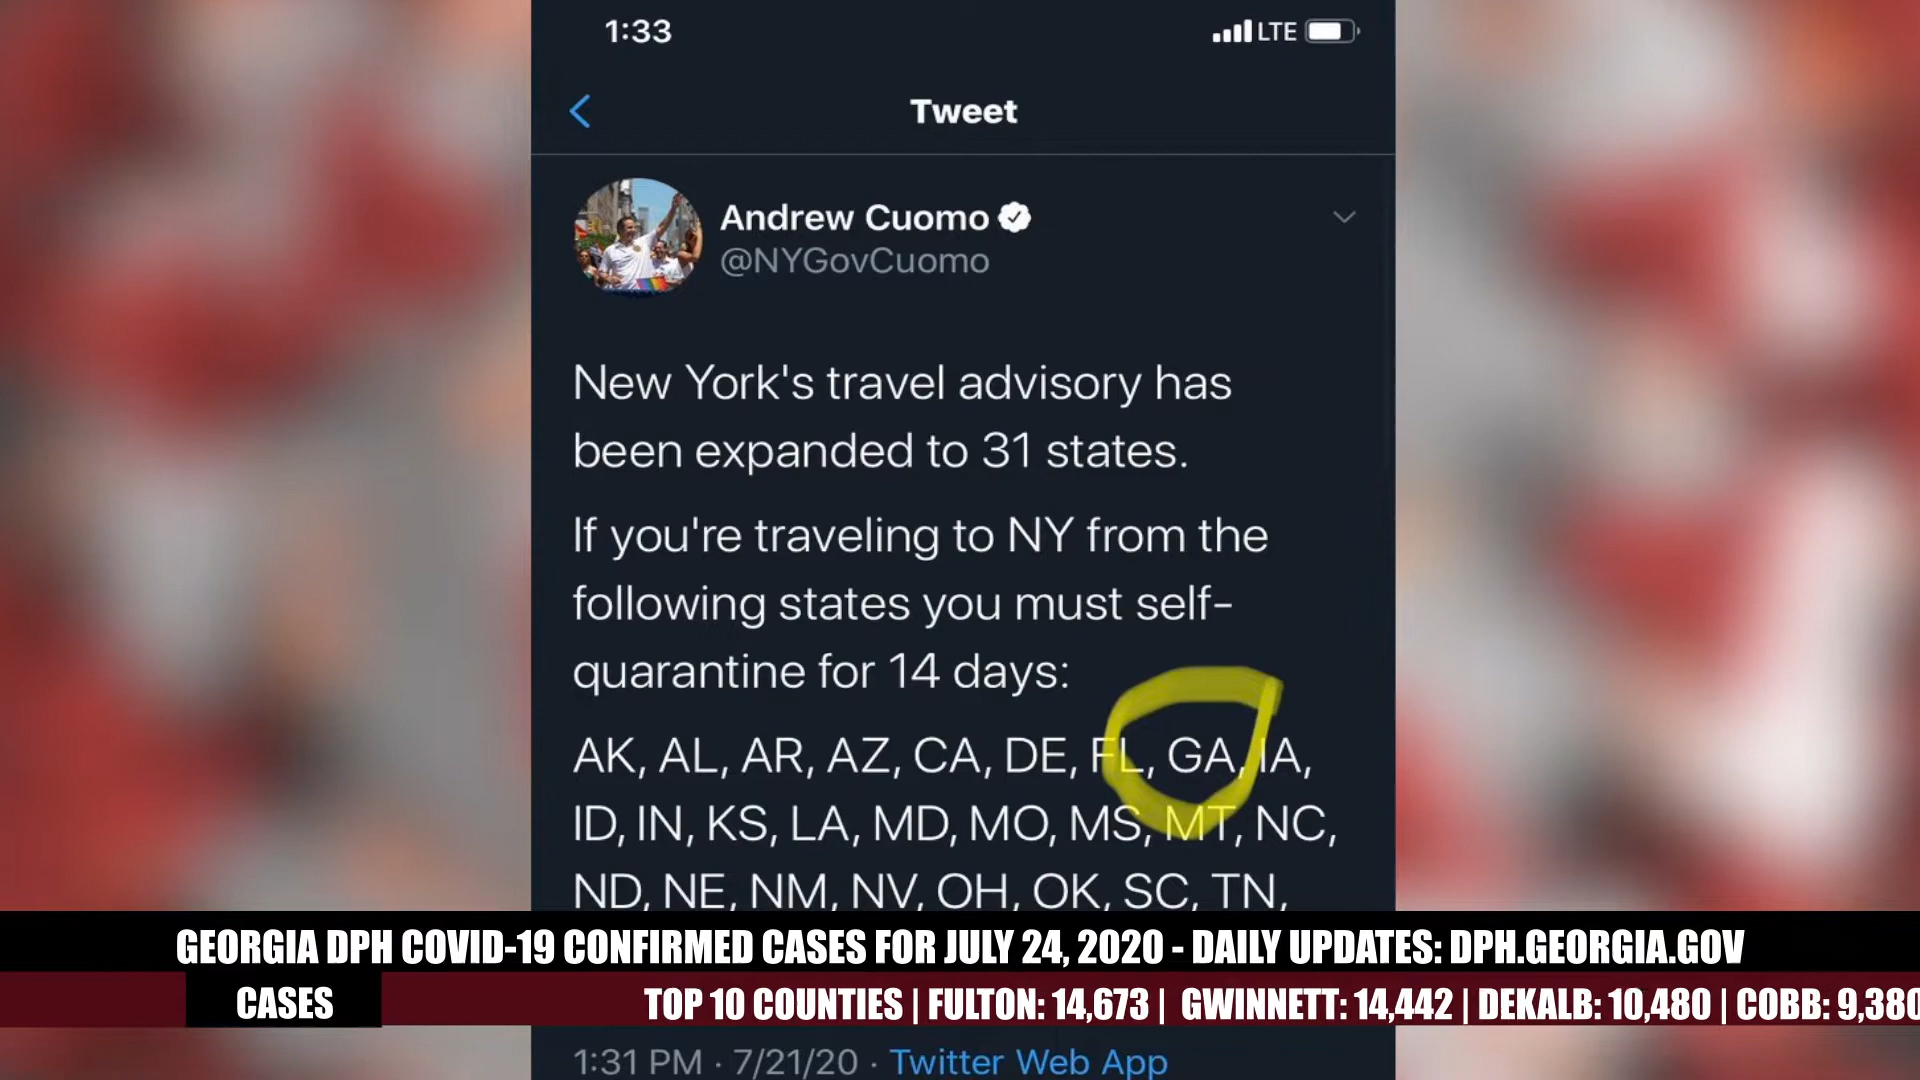 1:33 LTE
Tweet
Andrew Cuomo
@NYGovCuomo
New York's travel advisory has
been expanded to 31 states.
If you're traveling to NY from the
following states you must self-
quarantine for 14 days:
AK, AL, AR, AZ, CA, DE, FL, GA, IA,
ID, IN, KS, LA, MD, MO, MS, MT, NC,
ND, NE, NM, NV, OH, OK, SC, TN,
GEORGIA DPH COVID-19 CONFIRMED CASES FOR JULY 24, 2020 - DAILY UPDATES: DPH.GEORGIA.GOV
CASES TOP 10 COUNTIES | FULTON: 14,673 | GWINNETT: 14,442 | DEKALB: 10,480 | COBB: 9,380
1:31 PM · 7/21/20 · Twitter Web App